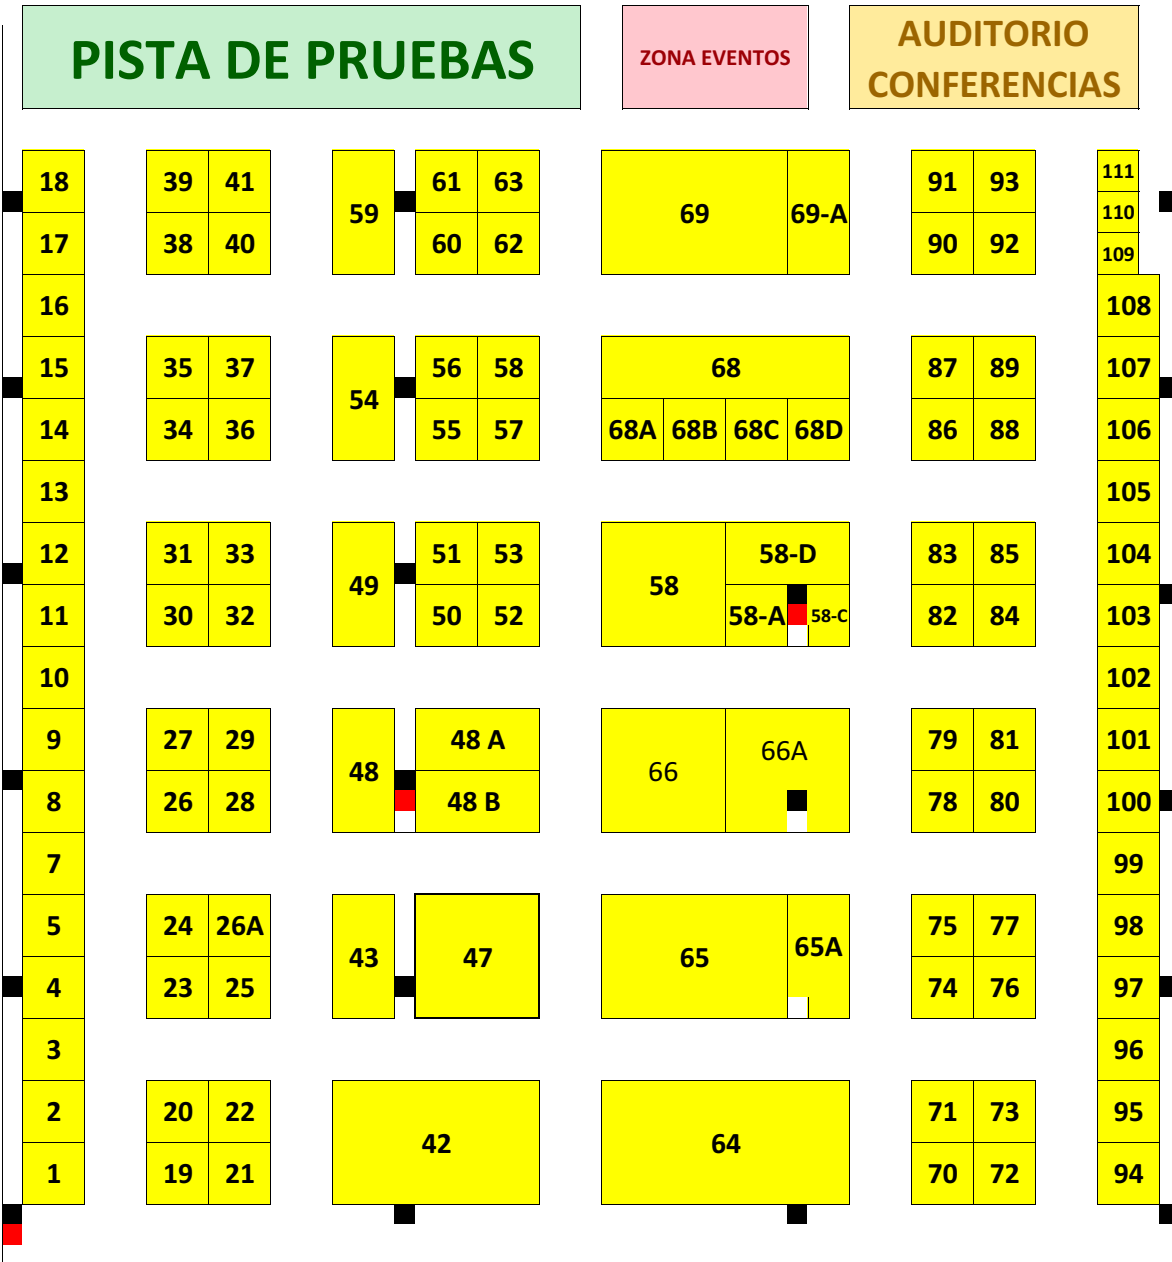 PISTA DE PRUEBAS
ZONA EVENTOS
AUDITORIO
CONFERENCIAS
18 39 41 59 61 63 69 69-A 91 93 111
110
17 38 40 60 62 90 92 109
16 108
15 35 37 54 56 58 68 87 89 107
14 34 36 55 57 68A 68B 68C 68D 86 88 106
13 105
12 31 33 49 51 53 58 58-D 83 85 104
11 30 32 50 52 58-A 58-C 82 84 103
10 102
9 27 29 48 48 A 66 66A 79 81 101
8 26 28 48 B 78 80 100
7 99
5 24 26A 43 47 65 65A 75 77 98
4 23 25 74 76 97
3 96
2 20 22 42 64 71 73 95
1 19 21 70 72 94